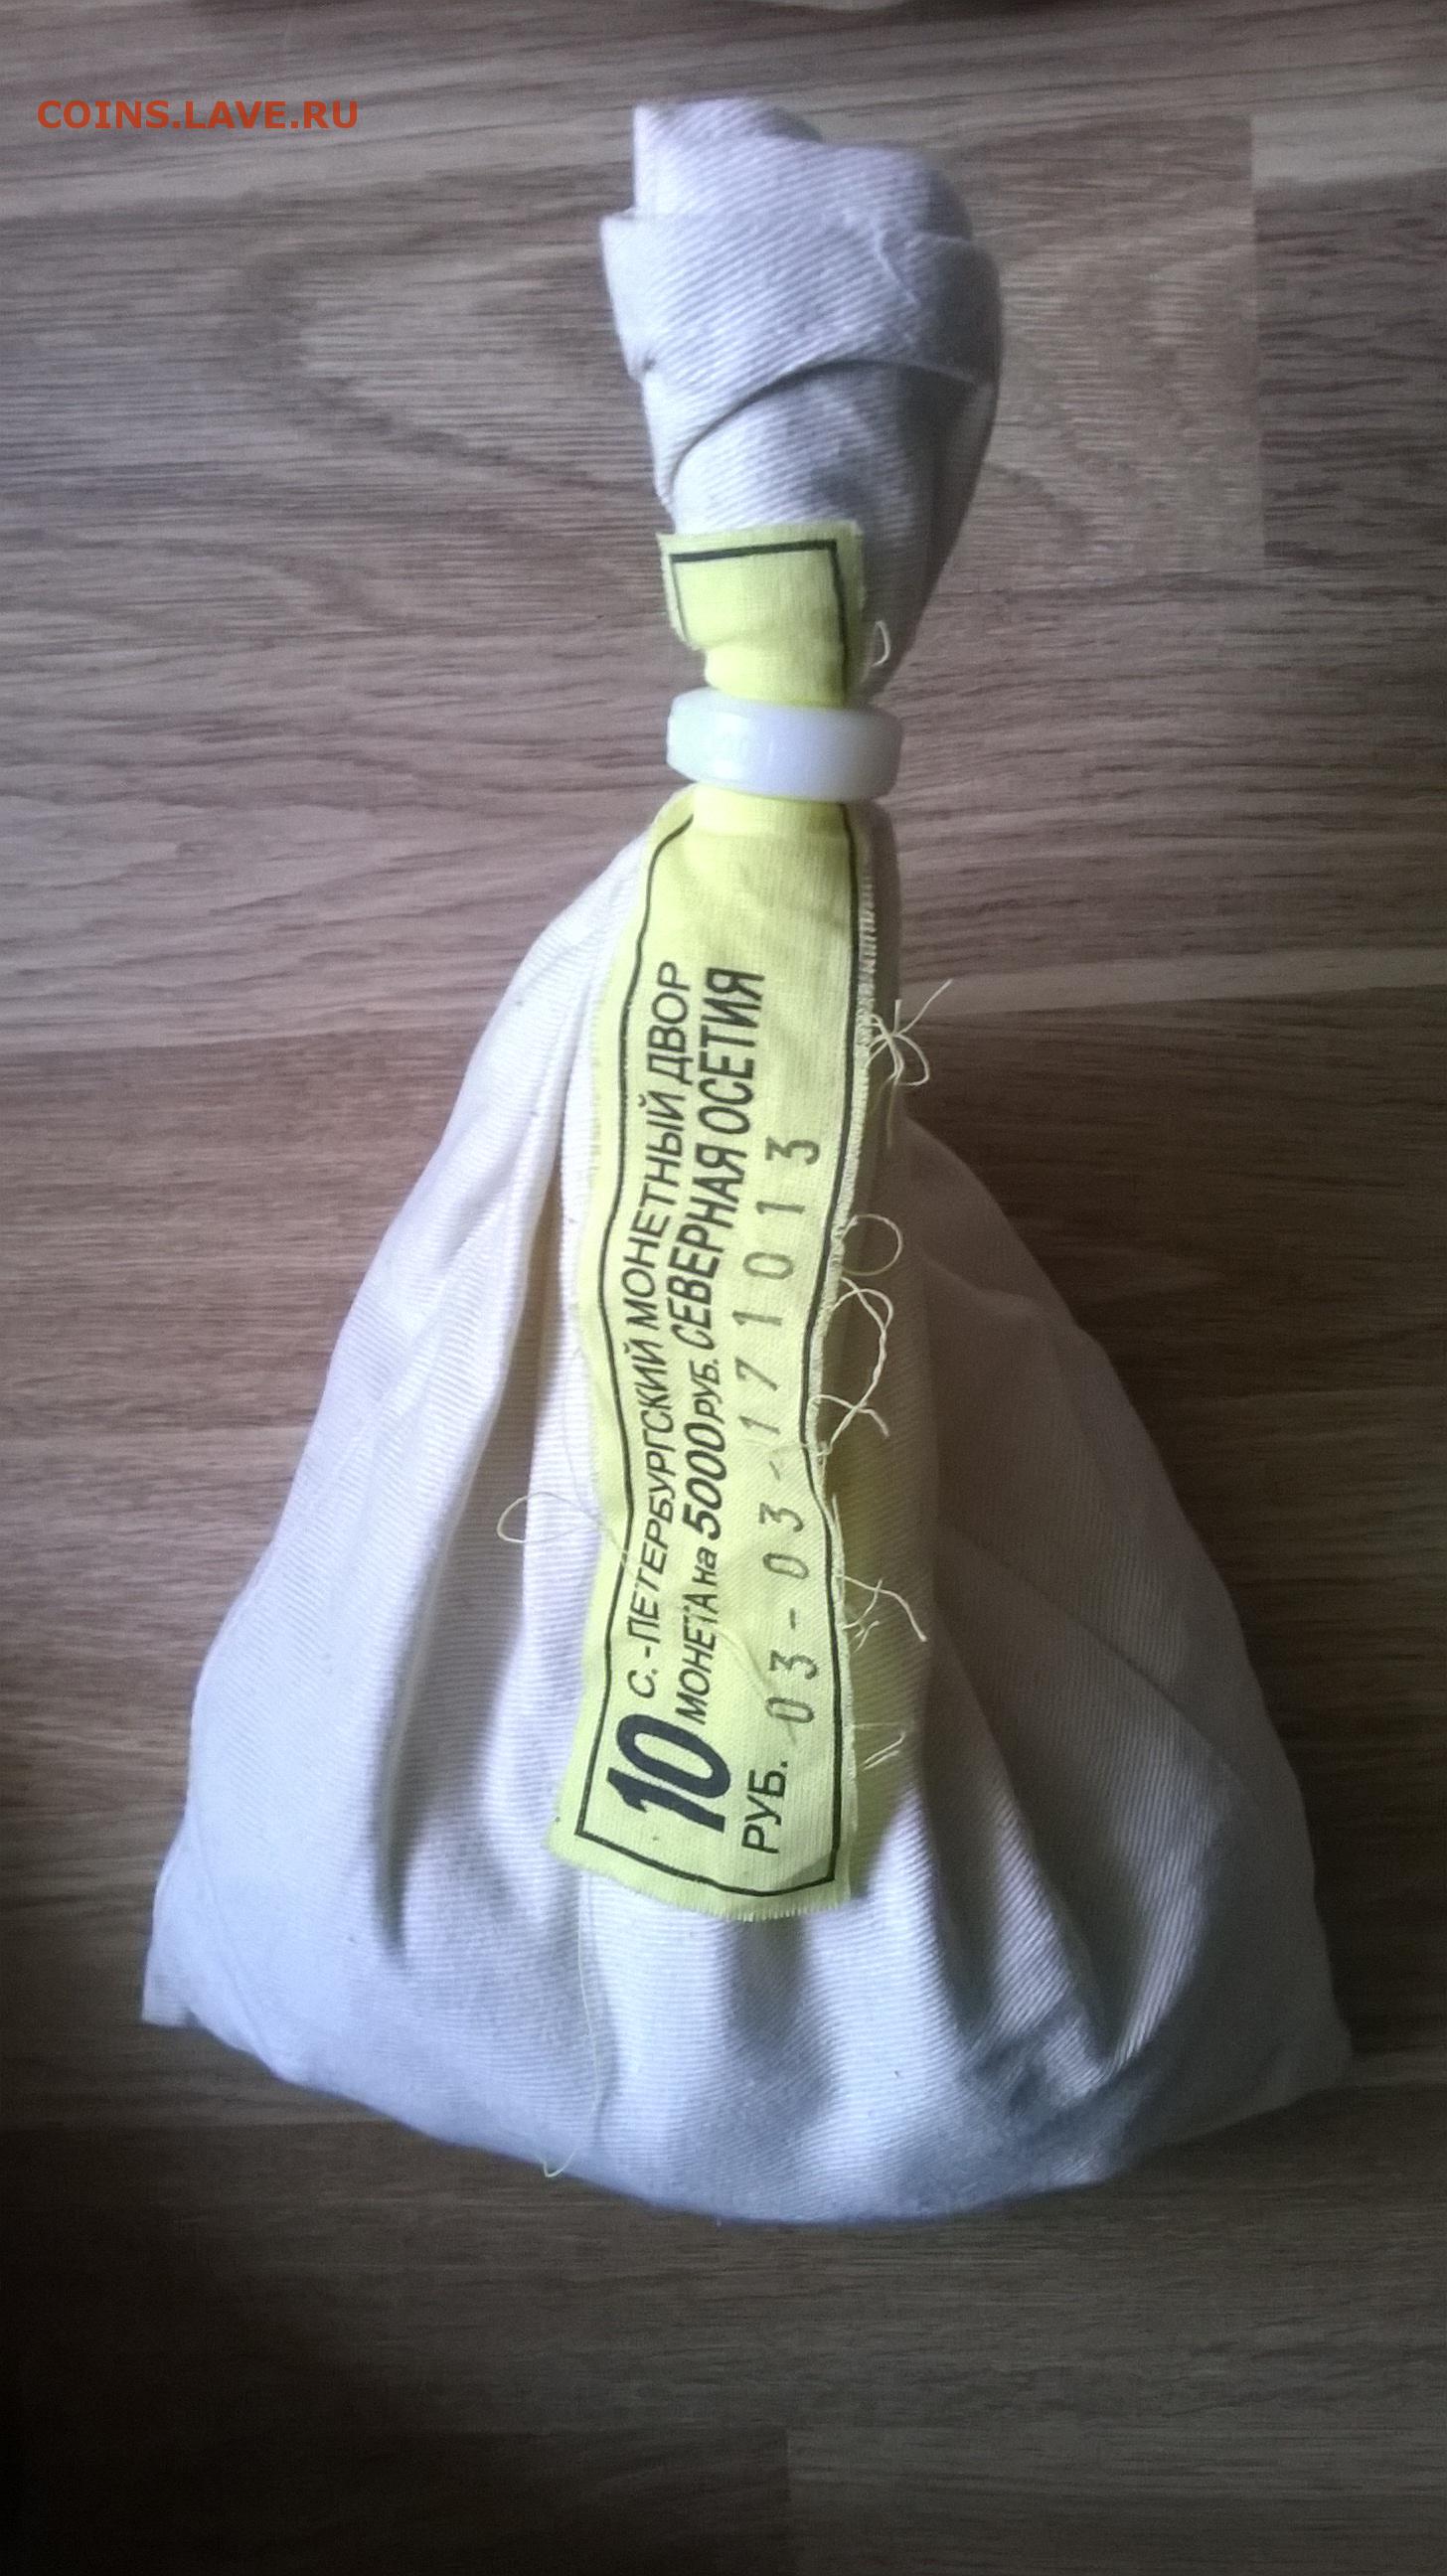 COINS.LAVE.RU
С.-ПЕТЕРБУРГСКИЙ МОНЕТНЫЙ ДВОР
10 МОНЕТА на 5000 РУБ. СЕВЕРНАЯ ОСЕТИЯ
РУБ. 03-03-171013